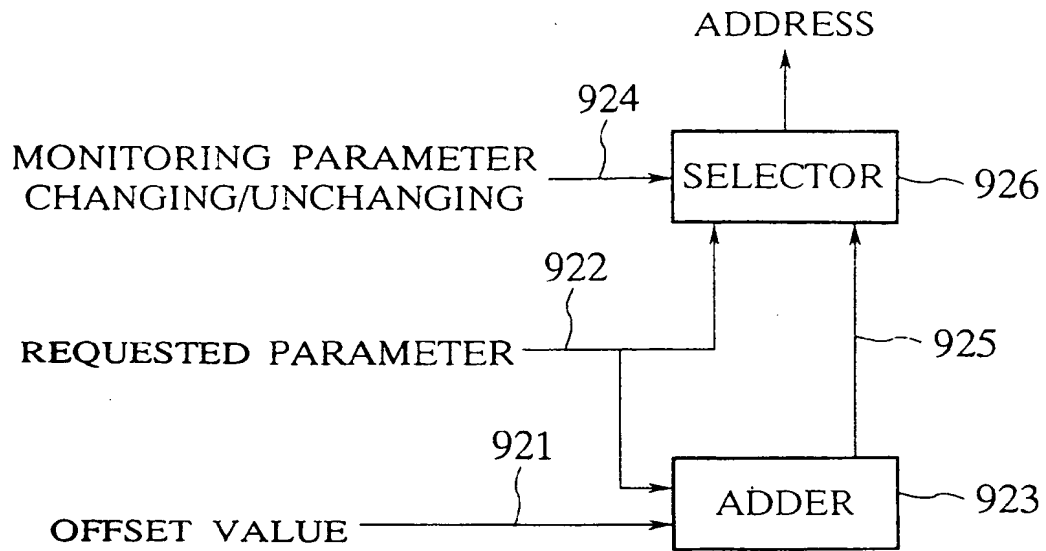 ADDRESS
924
MONITORING PARAMETER
CHANGING/UNCHANGING
SELECTOR
926
922
REQUESTED PARAMETER
925
921
OFFSET VALUE
ADDER
923